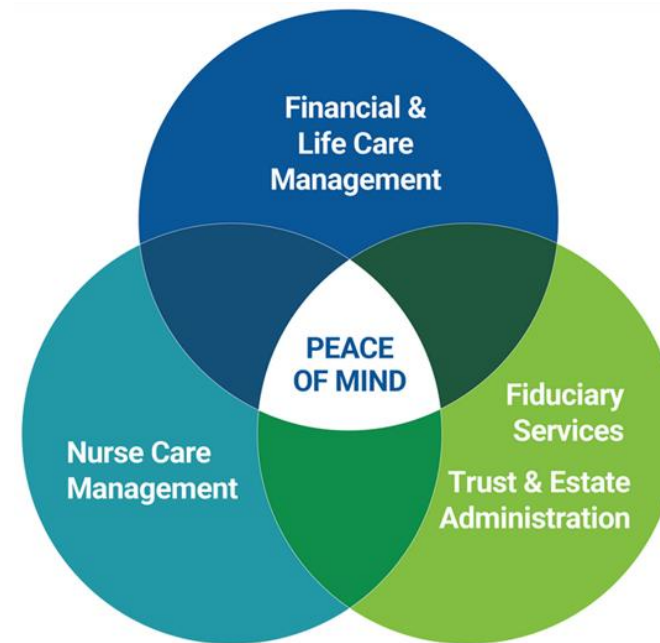 Financial &
Life Care
Management
PEACE
OF MIND
Nurse Care
Management
Fiduciary
Services
Trust & Estate
Administration